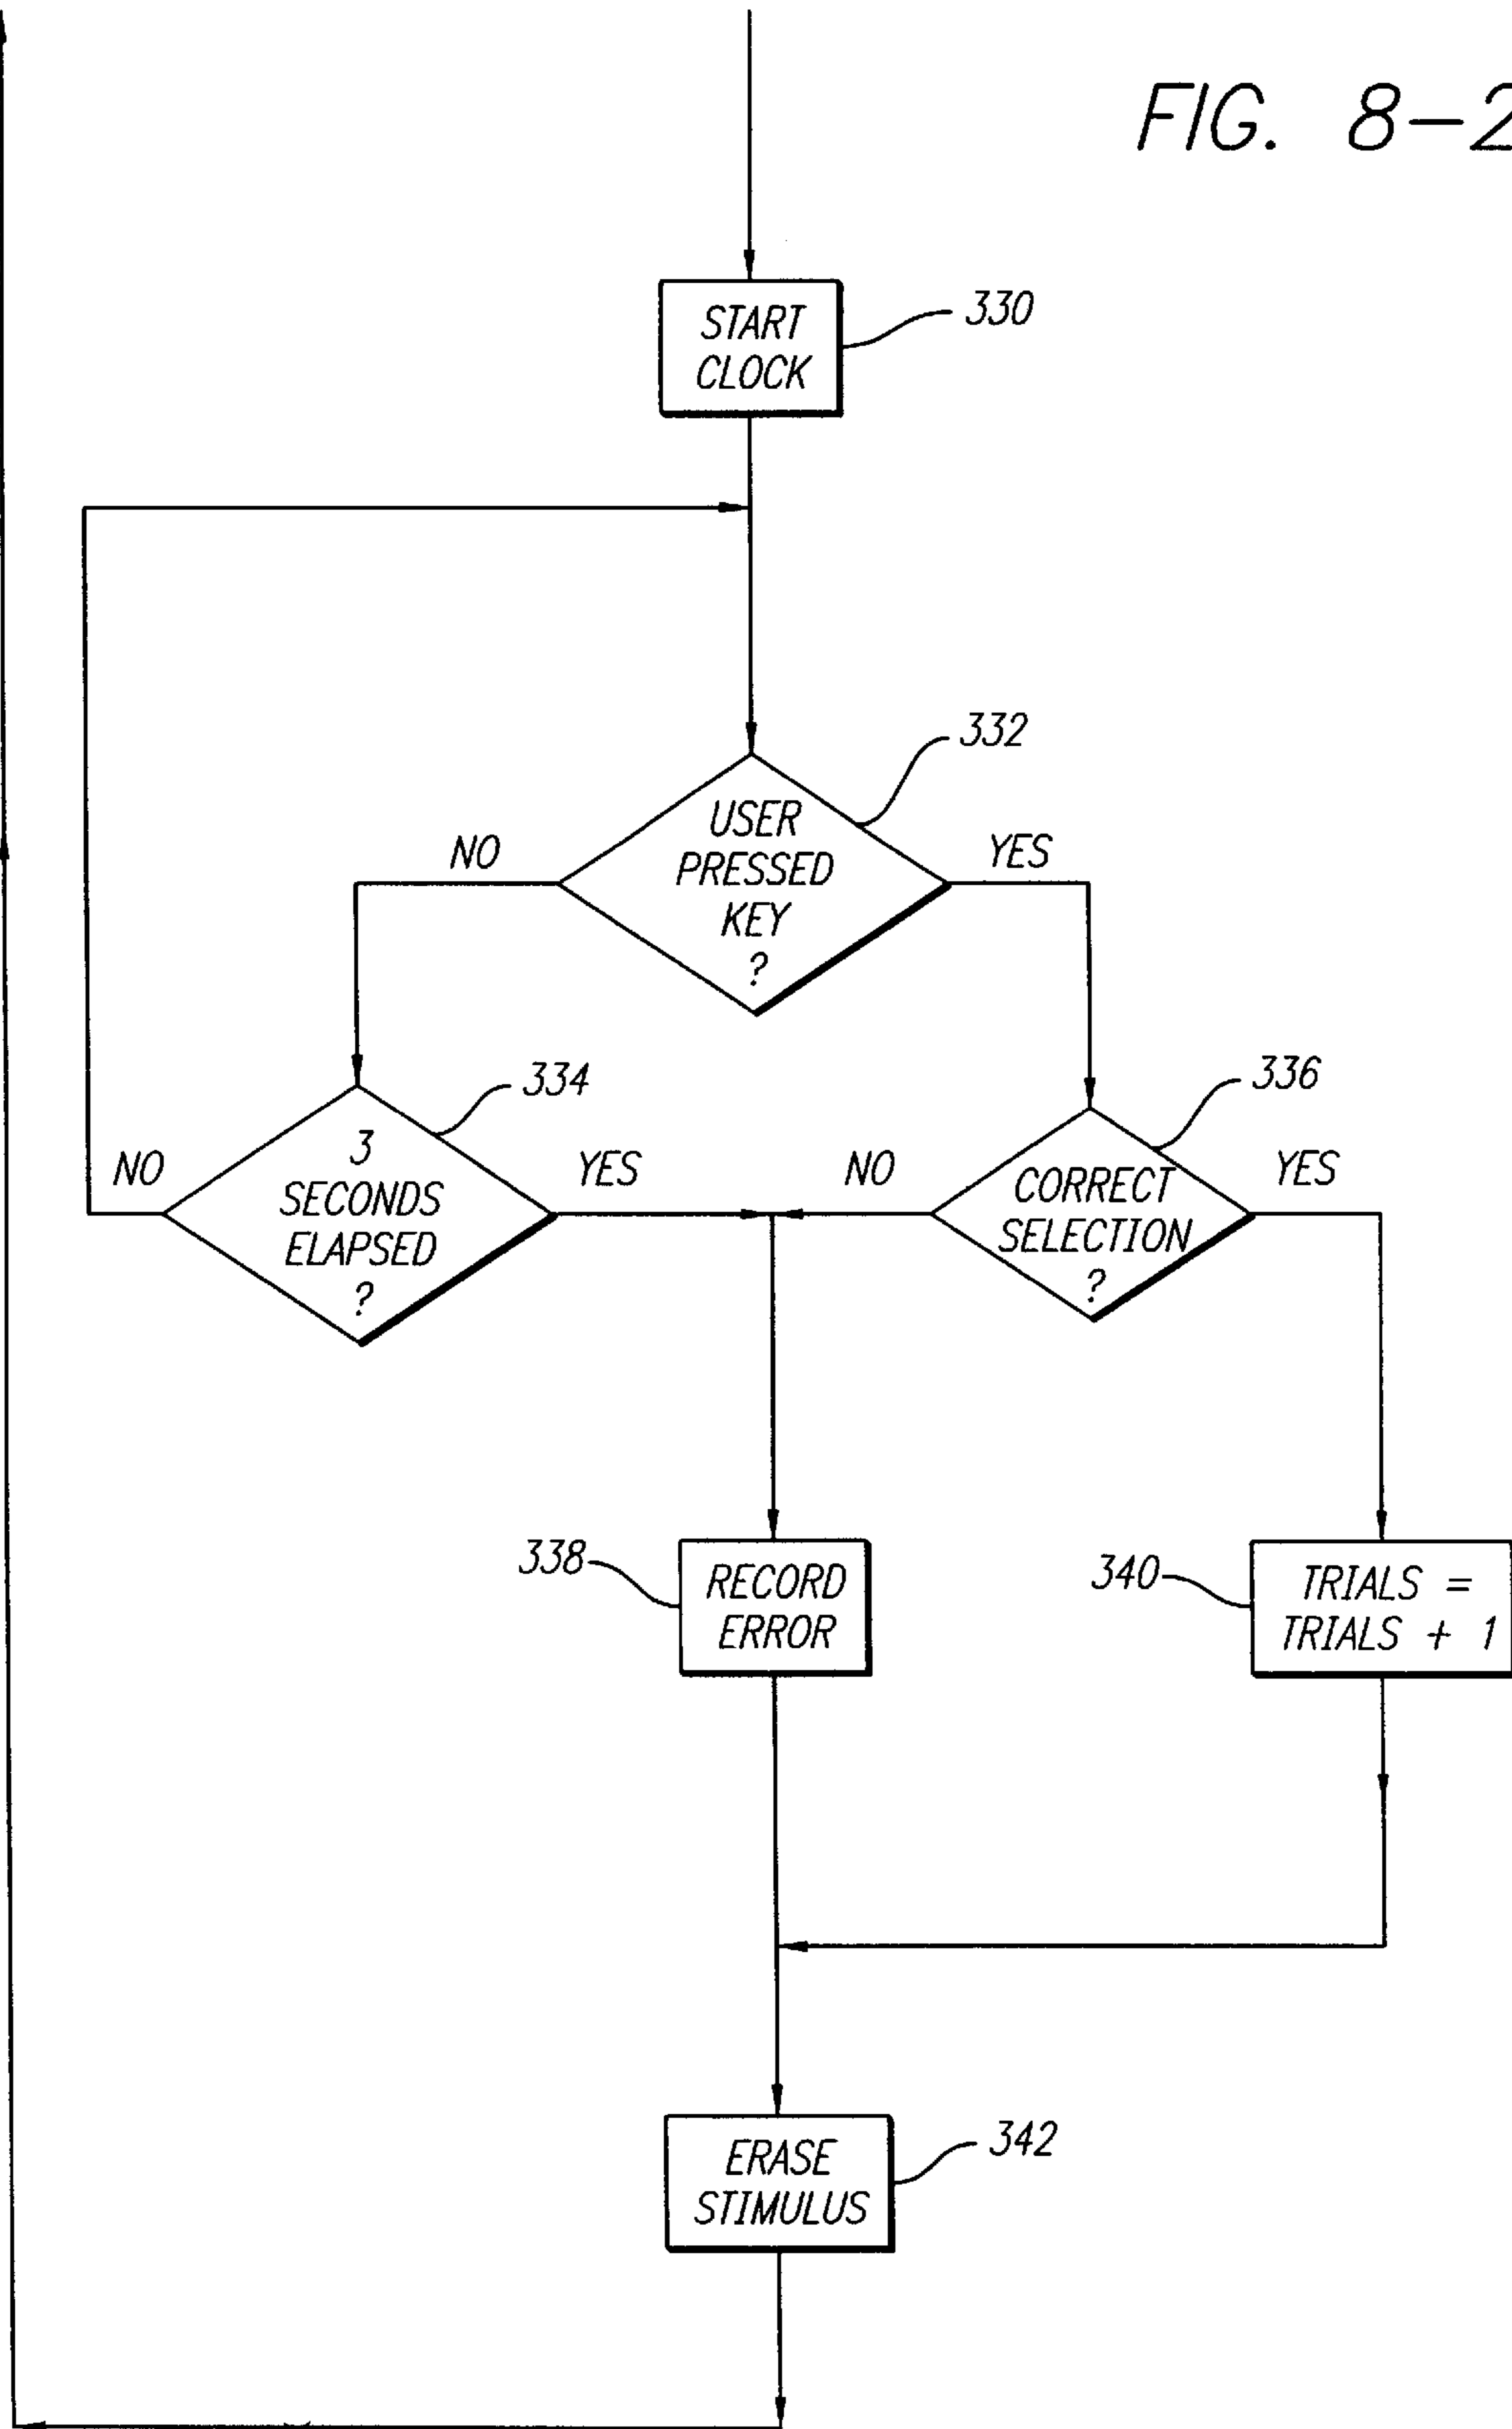 FIG. 8-2
START
CLOCK
330
332
USER
PRESSED
KEY
?
NO
YES
334
336
3
SECONDS
ELAPSED
?
NO
YES
CORRECT
SELECTION
?
NO
YES
338
RECORD
ERROR
340
TRIALS =
TRIALS + 1
ERASE
STIMULUS
342